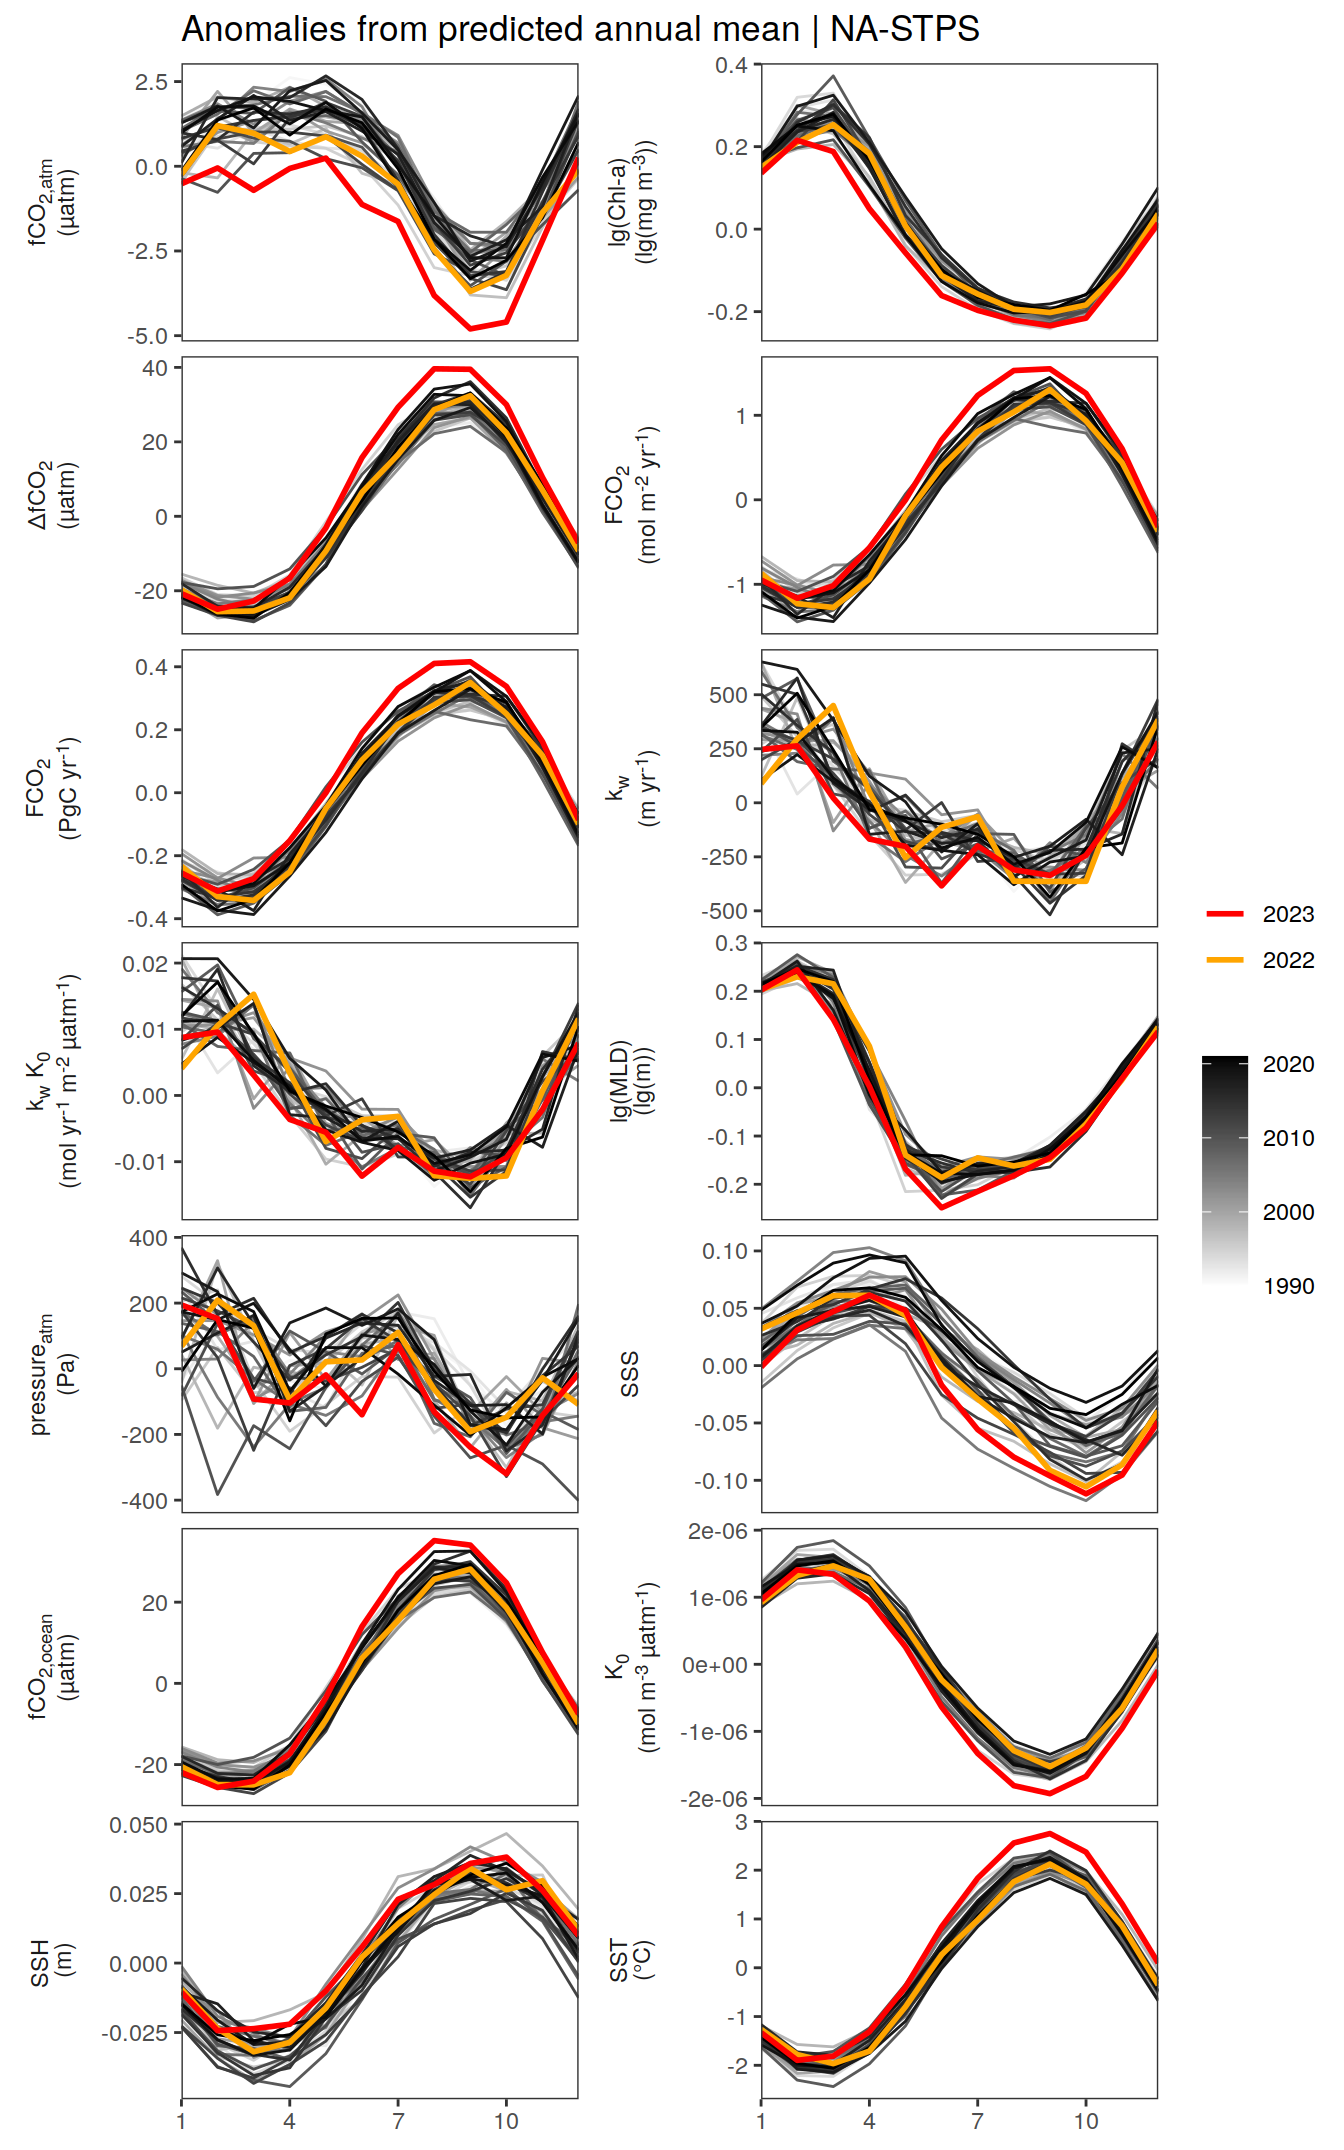 Anomalies from predicted annual mean | NA-STPS
fCO2,atm
(µatm)
2.5
0.0
-2.5
-5.0
lg(Chl-a)
(lg(mg m-3))
0.4
0.2
0.0
-0.2
ΔfCO2
(µatm)
40
20
0
-20
FCO2
(mol m-2 yr-1)
1
0
-1
FCO2
(PgC yr-1)
0.4
0.2
0.0
-0.2
-0.4
kw
(m yr-1)
500
250
0
-250
-500
kw K0
(mol yr-1 m-2 µatm-1)
0.02
0.01
0.00
-0.01
lg(MLD)
(lg(m))
0.3
0.2
0.1
0.0
-0.1
-0.2
pressureatm
(Pa)
400
200
0
-200
-400
SSS
0.10
0.05
0.00
-0.05
-0.10
fCO2,ocean
(µatm)
20
0
-20
K0
(mol m-3 µatm-1)
2e-06
1e-06
0e+00
-1e-06
-2e-06
SSH
(m)
0.050
0.025
0.000
-0.025
SST
(°C)
3
2
1
0
-1
-2
1 4 7 10
1 4 7 10
2023
2022
2020
2010
2000
1990